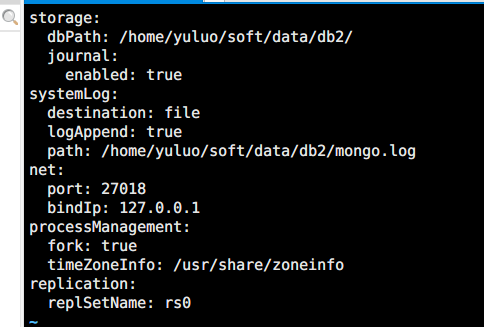 storage:
  dbPath: /home/yuluo/soft/data/db2/
  journal:
    enabled: true
systemLog:
  destination: file
  logAppend: true
  path: /home/yuluo/soft/data/db2/mongo.log
net:
  port: 27018
  bindIp: 127.0.0.1
processManagement:
  fork: true
  timeZoneInfo: /usr/share/zoneinfo
replication:
  replSetName: rs0
~